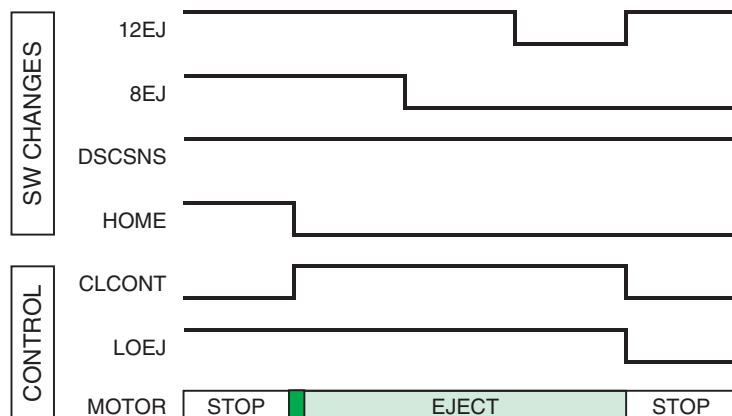 SW CHANGES
12EJ
8EJ
DSCSNS
HOME
CONTROL
CLCONT
LOEJ
MOTOR STOP EJECT STOP